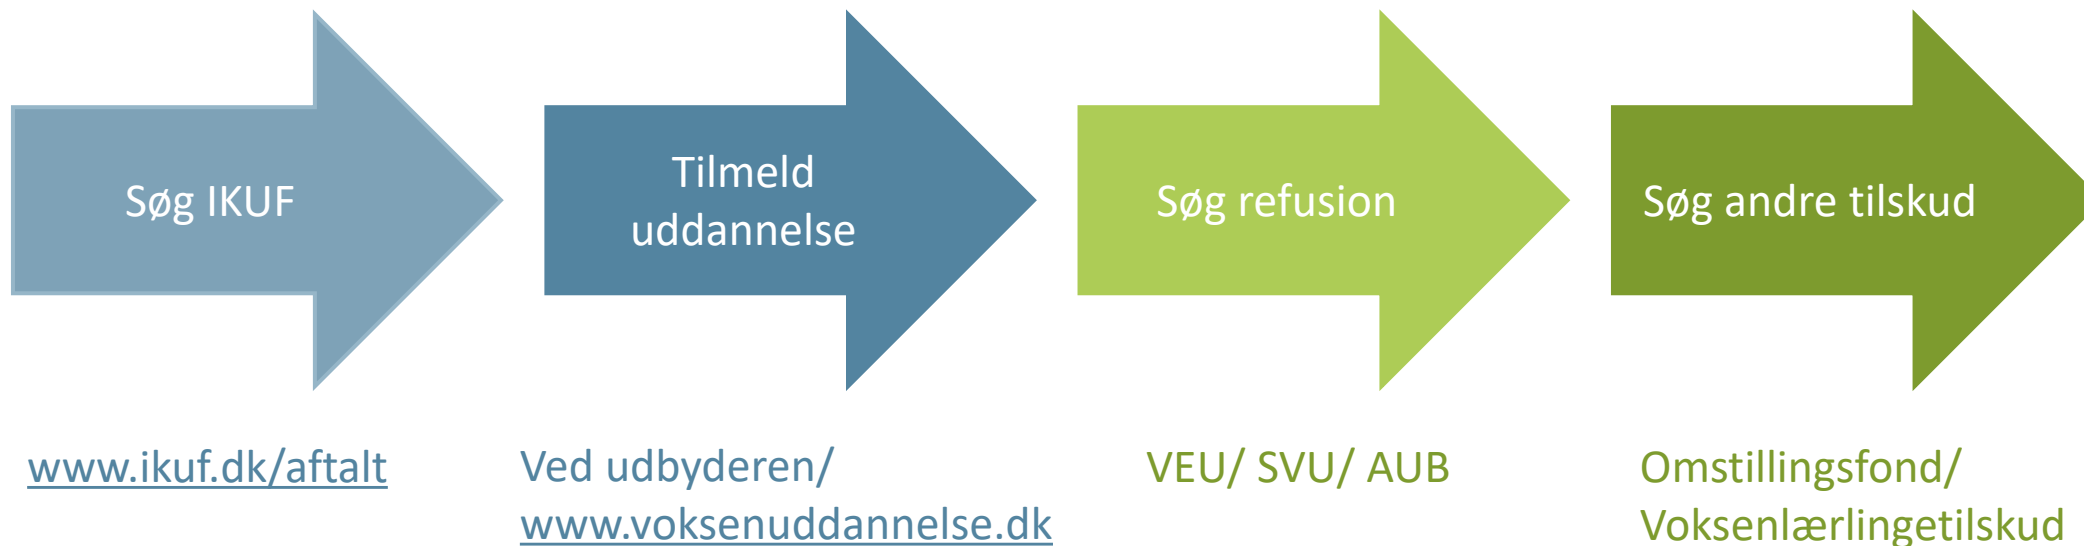 Søg IKUF
Tilmeld
uddannelse
Søg refusion
Søg andre tilskud
www.ikuf.dk/aftalt
Ved udbyderen/
www.voksenuddannelse.dk
VEU/ SVU/ AUB
Omstillingsfond/
Voksenlærlingetilskud